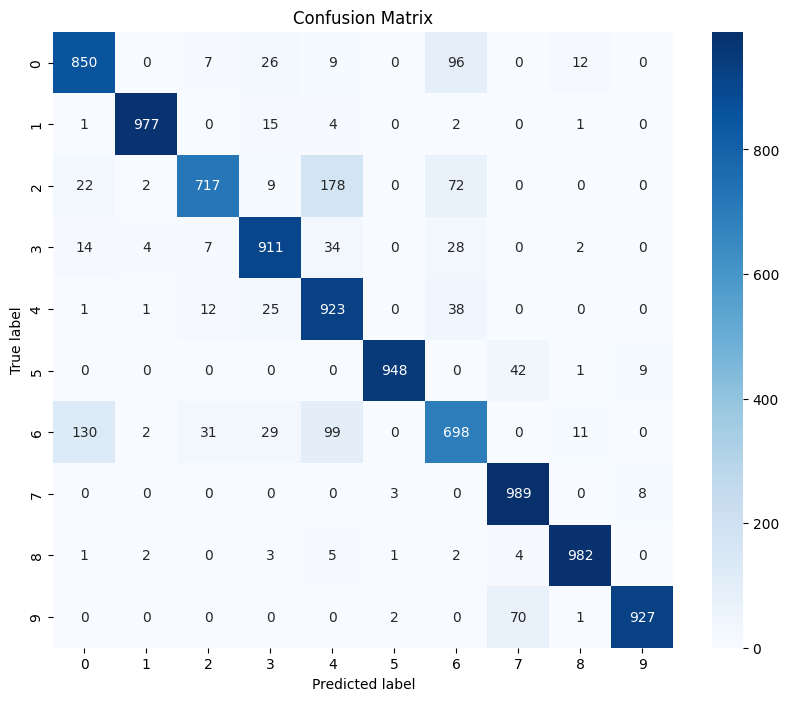 Confusion Matrix
0 850 0 7 26 9 0 96 0 12 0
1 1 977 0 15 4 0 2 0 1 0
2 22 2 717 9 178 0 72 0 0 0
3 14 4 7 911 34 0 28 0 2 0
4 1 1 12 25 923 0 38 0 0 0
5 0 0 0 0 0 948 0 42 1 9
6 130 2 31 29 99 0 698 0 11 0
7 0 0 0 0 0 3 0 989 0 8
8 1 2 0 3 5 1 2 4 982 0
9 0 0 0 0 0 2 0 70 1 927
0 1 2 3 4 5 6 7 8 9
Predicted label
True label
800
600
400
200
0